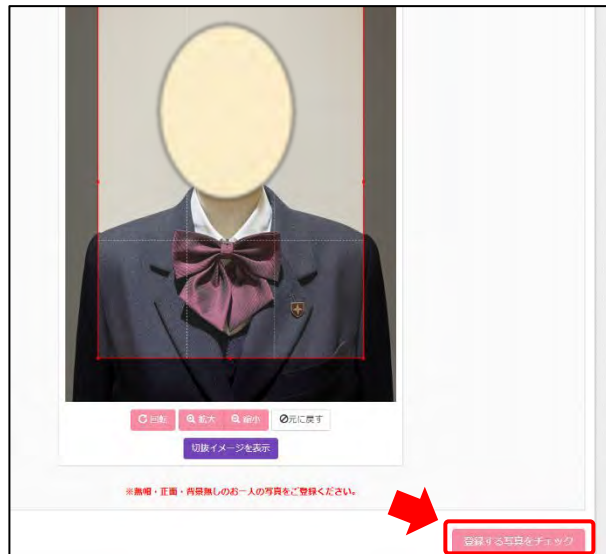 回転 拡大 縮小 元に戻す
切抜イメージを表示
※無帽・正面・背景無しのお一人の写真をご登録ください。
登録する写真をチェック